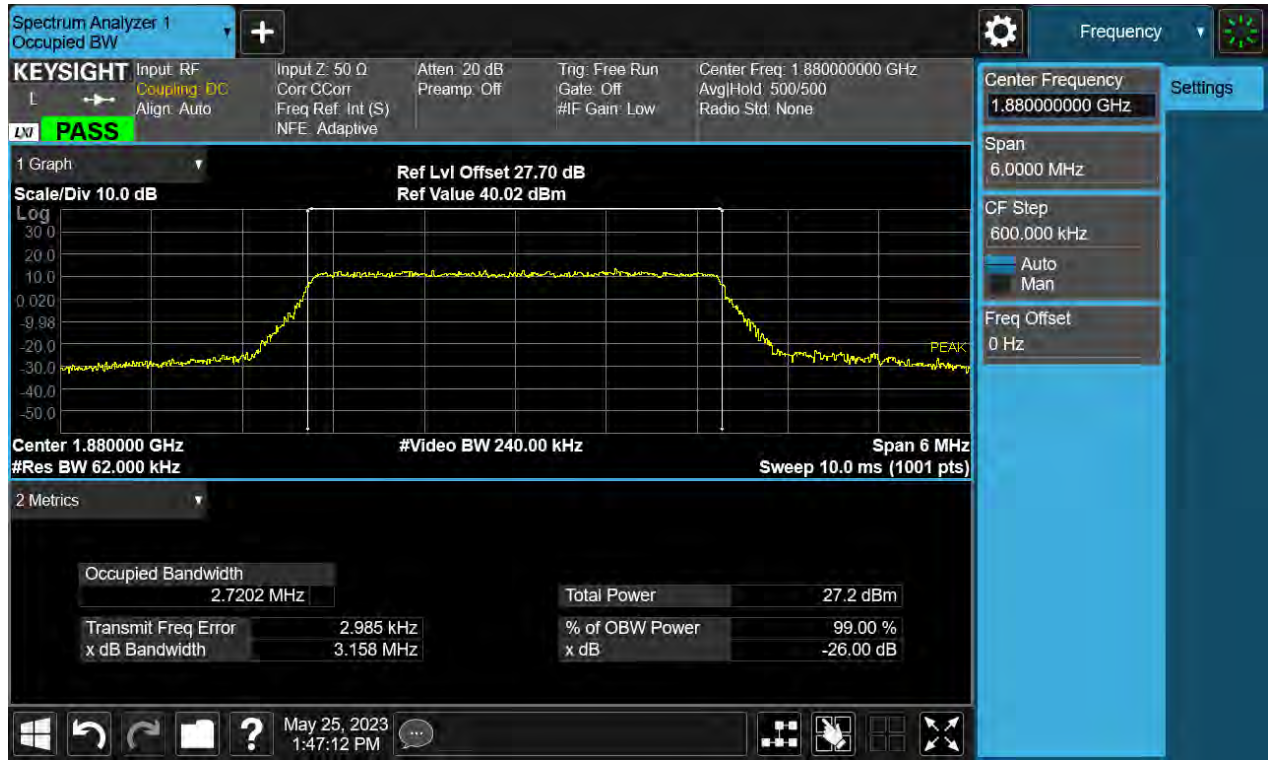 Spectrum Analyzer 1
Occupied BW
+
Frequency
KEYSIGHT
L
LXI
PASS
Input: RF
Coupling: DC
Align: Auto
Input Z: 50 Ω
Corr CCorr
Freq Ref: Int (S)
NFE: Adaptive
Atten: 20 dB
Preamp: Off
Trig: Free Run
Gate: Off
#IF Gain: Low
Center Freq: 1.880000000 GHz
Avg|Hold: 500/500
Radio Std: None
Center Frequency
1.880000000 GHz
Settings
Span
6.0000 MHz
CF Step
600.000 kHz
Auto
Man
Freq Offset
0 Hz
1 Graph
Scale/Div 10.0 dB
Ref Lvl Offset 27.70 dB
Ref Value 40.02 dBm
Log
30.0
20.0
10.0
0.020
-9.98
-20.0
-30.0
-40.0
-50.0
PEAK
Center 1.880000 GHz
#Video BW 240.00 kHz
Span 6 MHz
#Res BW 62.000 kHz
Sweep 10.0 ms (1001 pts)
2 Metrics
Occupied Bandwidth
2.7202 MHz
Total Power 27.2 dBm
Transmit Freq Error 2.985 kHz
% of OBW Power 99.00 %
x dB Bandwidth 3.158 MHz
x dB -26.00 dB
?
May 25, 2023
1:47:12 PM